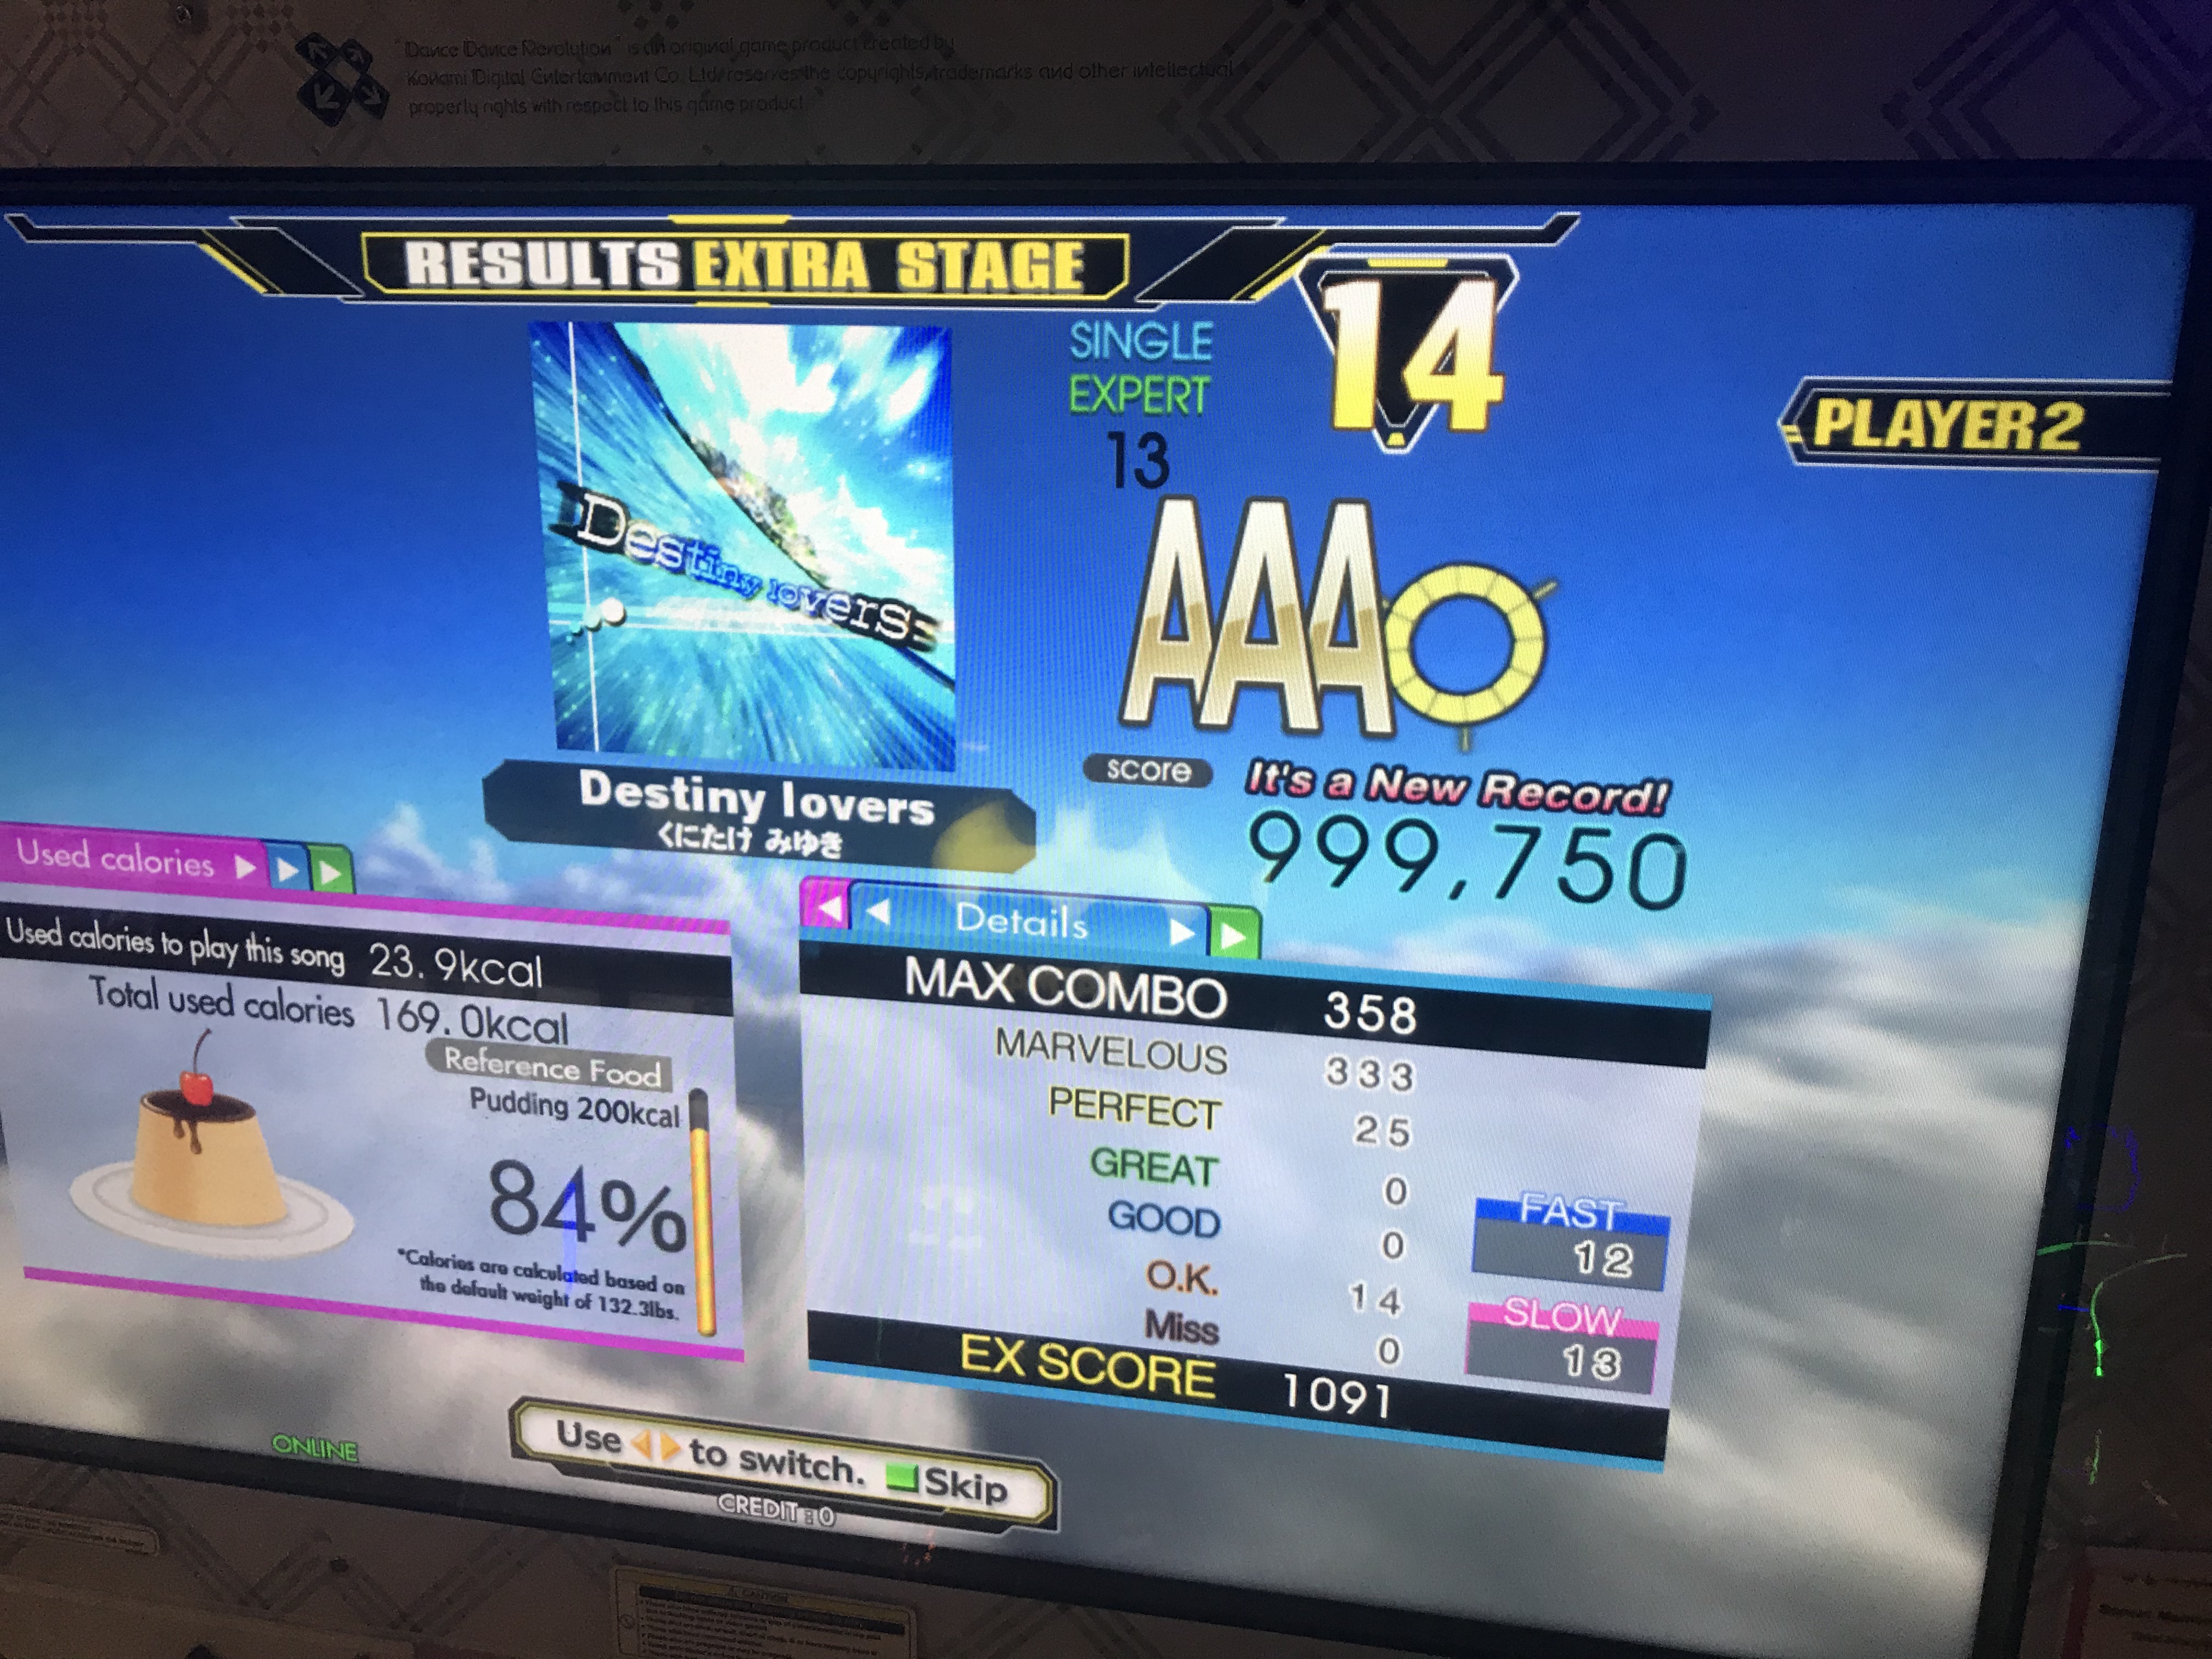 "Dance Dance Revolution" is an original game product created by
Konami Digital Entertainment Co. Ltd. reserves the copyrights, trademarks and other intellectual
property rights with respect to this game product.
RESULTS EXTRA STAGE
14
SINGLE
EXPERT
13
PLAYER2
AAA
Destiny lovers
Destiny lovers
くにたけ みゆき
score
It's a New Record!
999,750
Used calories
Used calories to play this song 23.9kcal
Total used calories 169.0kcal
Reference Food
Pudding 200kcal
84%
*Calories are calculated based on
the default weight of 132.3lbs.
Details
MAX COMBO 358
MARVELOUS 333
PERFECT 25
GREAT 0
GOOD 0
O.K. 14
Miss 0
FAST
12
SLOW
13
EX SCORE 1091
Use to switch. Skip
ONLINE
CREDIT:0